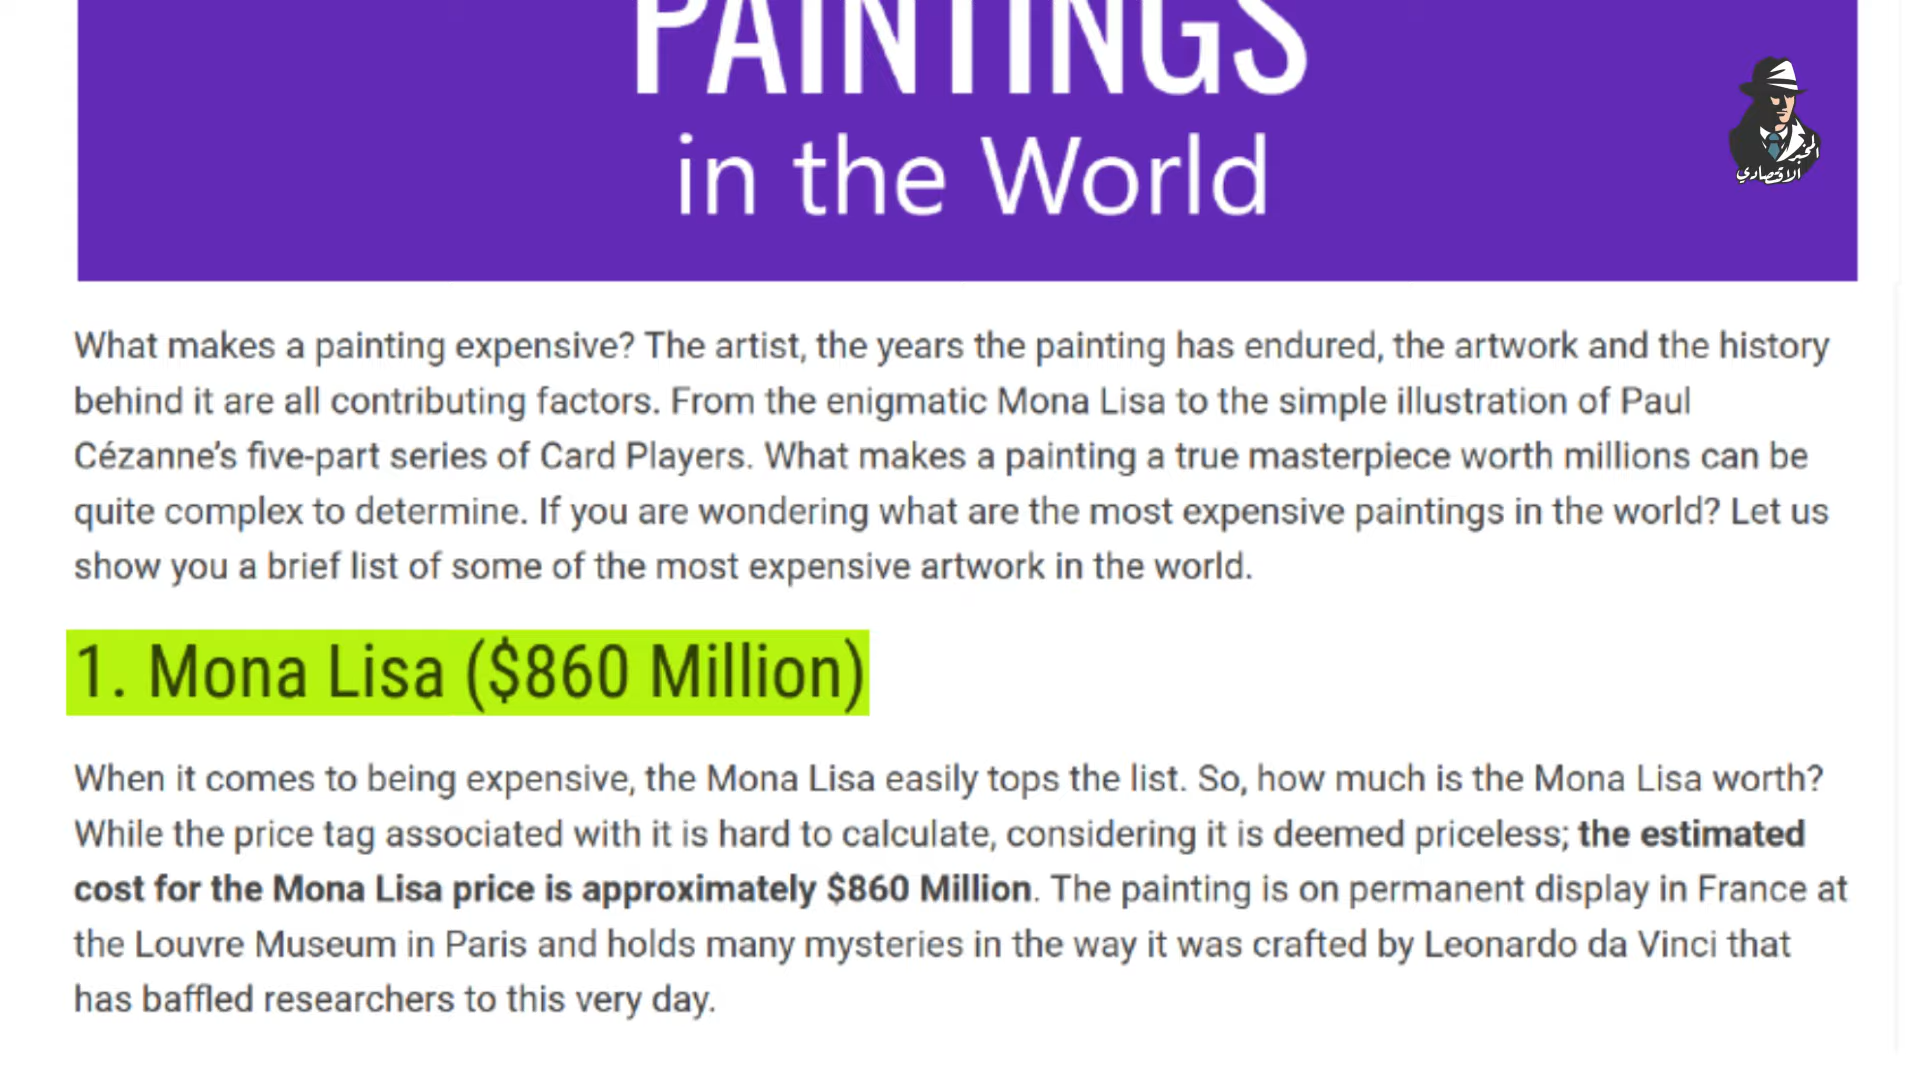 PAINTINGS
in the World
المخبر
الاقتصادي
What makes a painting expensive? The artist, the years the painting has endured, the artwork and the history
behind it are all contributing factors. From the enigmatic Mona Lisa to the simple illustration of Paul
Cézanne’s five-part series of Card Players. What makes a painting a true masterpiece worth millions can be
quite complex to determine. If you are wondering what are the most expensive paintings in the world? Let us
show you a brief list of some of the most expensive artwork in the world.
1. Mona Lisa ($860 Million)
When it comes to being expensive, the Mona Lisa easily tops the list. So, how much is the Mona Lisa worth?
While the price tag associated with it is hard to calculate, considering it is deemed priceless; the estimated
cost for the Mona Lisa price is approximately $860 Million. The painting is on permanent display in France at
the Louvre Museum in Paris and holds many mysteries in the way it was crafted by Leonardo da Vinci that
has baffled researchers to this very day.